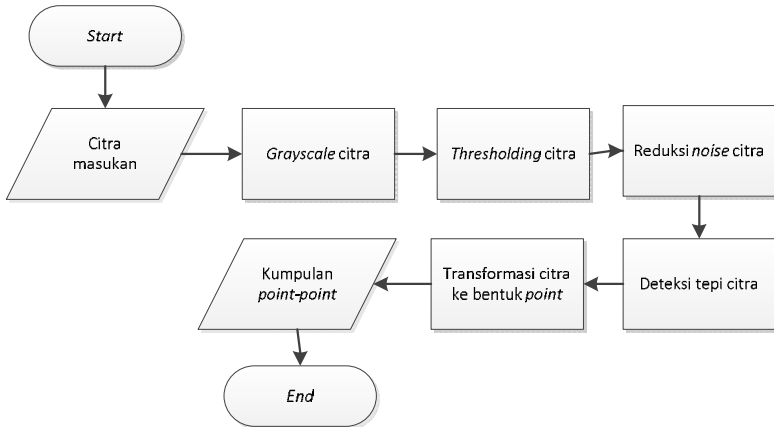 Start
Citra
masukan
Grayscale citra
Thresholding citra
Reduksi noise citra
Deteksi tepi citra
Transformasi citra
ke bentuk point
Kumpulan
point-point
End